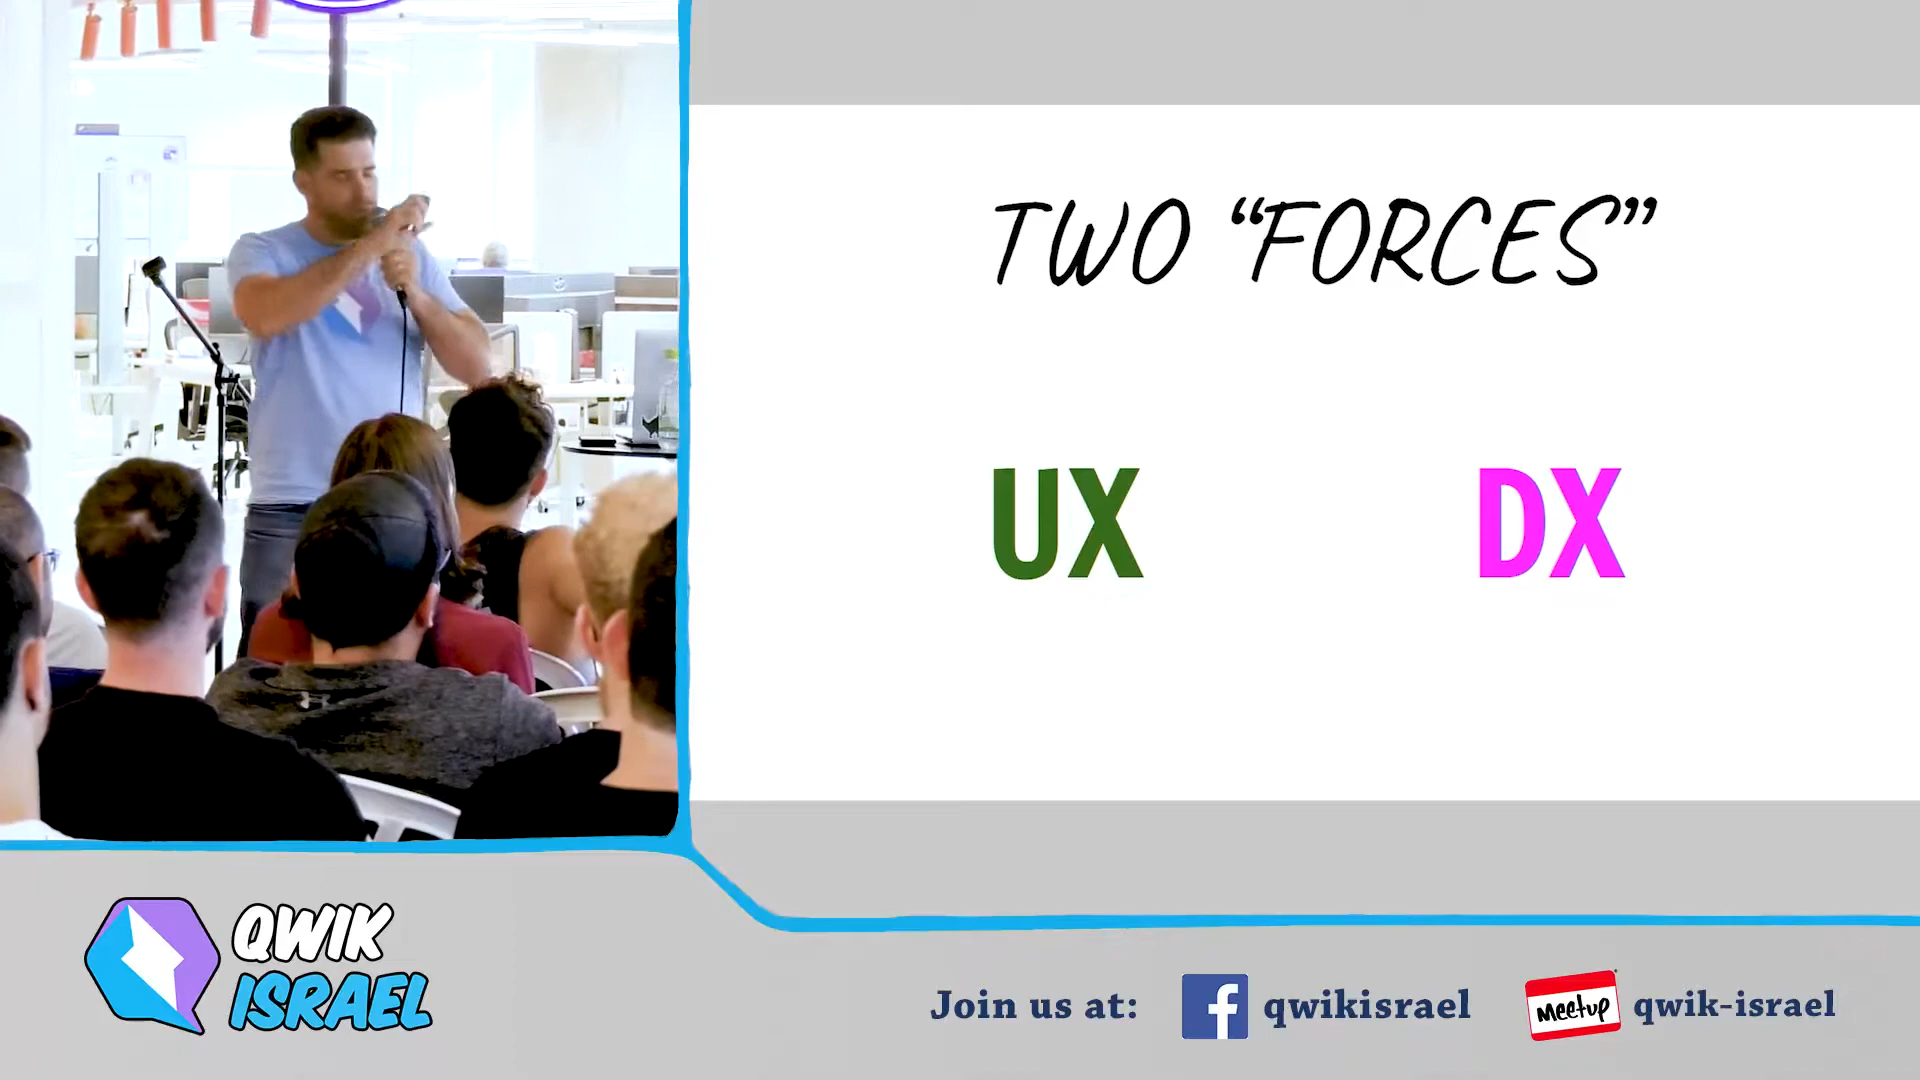 TWO “FORCES”
UX
DX
QWIK
ISRAEL
Join us at:
qwikisrael
Meetup
qwik-israel